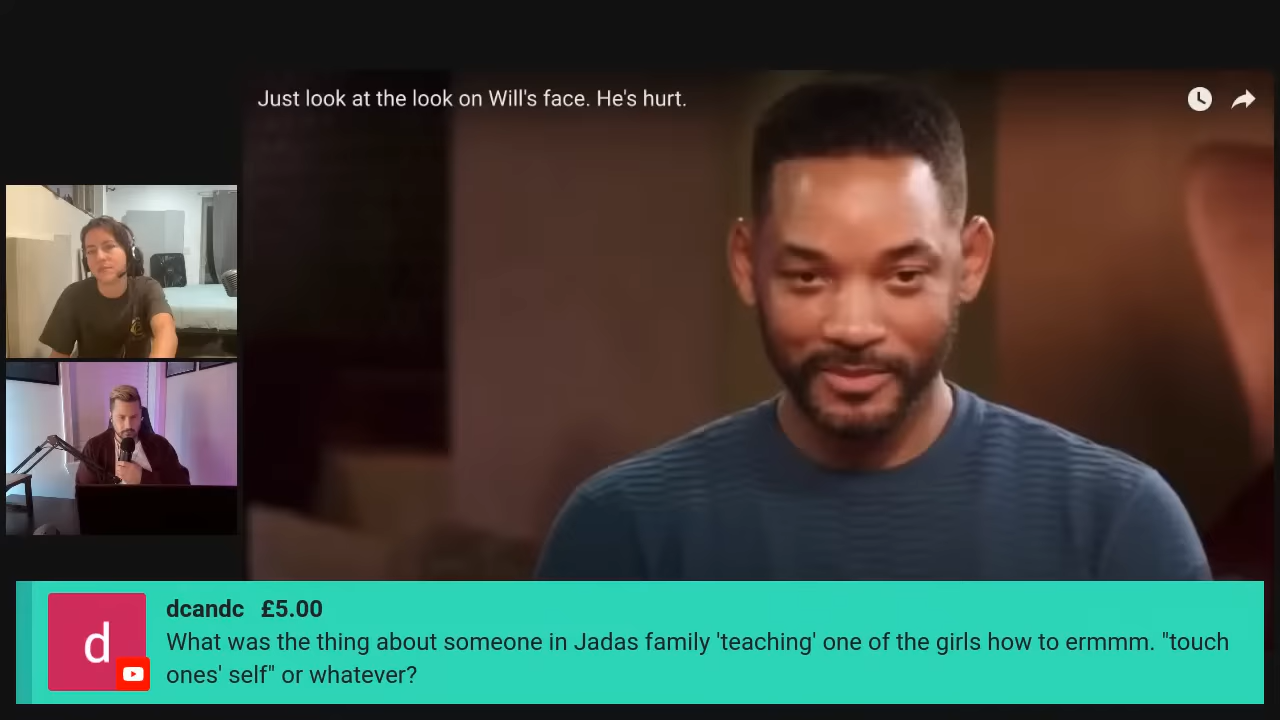 Just look at the look on Will's face. He's hurt.
d
dcandc £5.00
What was the thing about someone in Jadas family 'teaching' one of the girls how to ermmm. "touch
ones' self" or whatever?